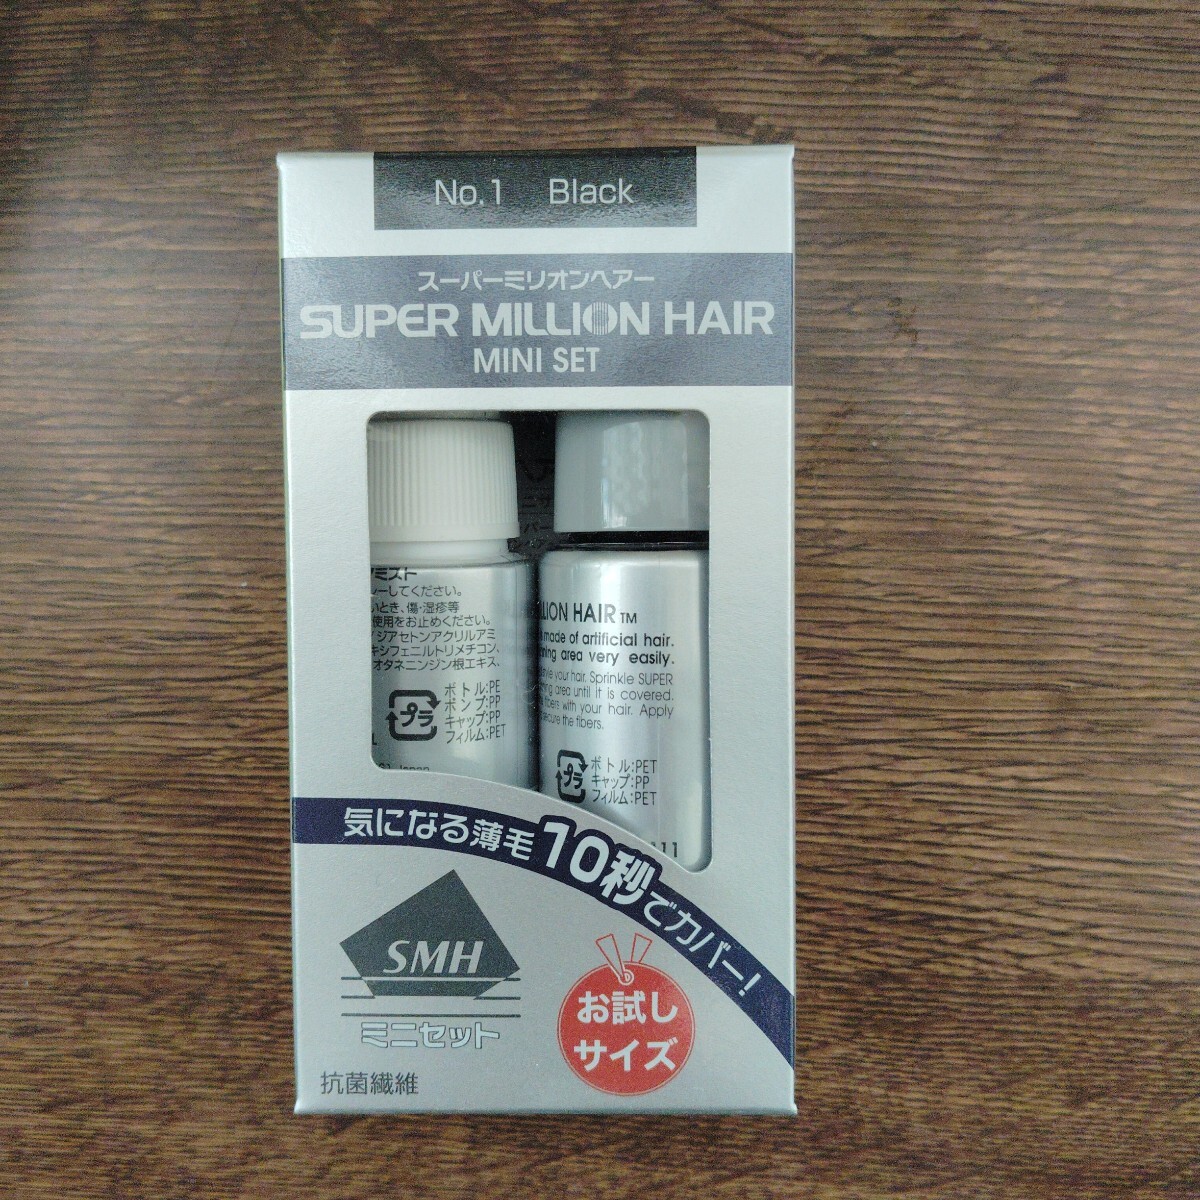 No.1 Black
スーパーミリオンヘアー
SUPER MILLION HAIR
MINI SET
ミスト
ーしてください。
いとき、傷・湿疹等
使用をお止めください。
ジアセトンアクリルアミ
キシフェニルトリメチコン、
オタネニンジン根エキス、
プラ
ボトル:PE
ポンプ:PP
キャップ:PP
フィルム:PET
LION HAIR™
made of artificial hair.
area very easily.
your hair. Sprinkle SUPER
area until it is covered.
with your hair. Apply
secure the fibers.
プラ
ボトル:PET
キャップ:PP
フィルム:PET
気になる薄毛10秒でカバー!
SMH
ミニセット
お試し
サイズ
抗菌繊維